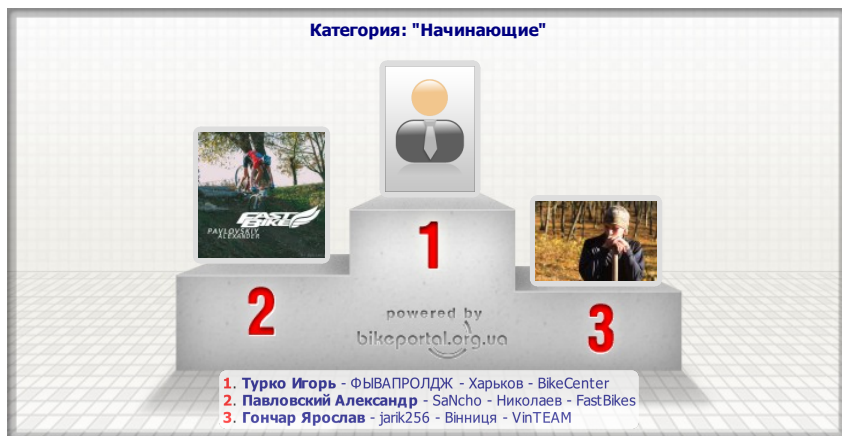 Категория: "Начинающие"
FAST
BIKE
PAVLOVSKIY
ALEXANDER
1
2
3
powered by
bikeportal.org.ua
1. Турко Игорь - ФЫВАПРОЛДЖ - Харьков - BikeCenter
2. Павловский Александр - SaNcho - Николаев - FastBikes
3. Гончар Ярослав - jarik256 - Вінниця - VinTEAM